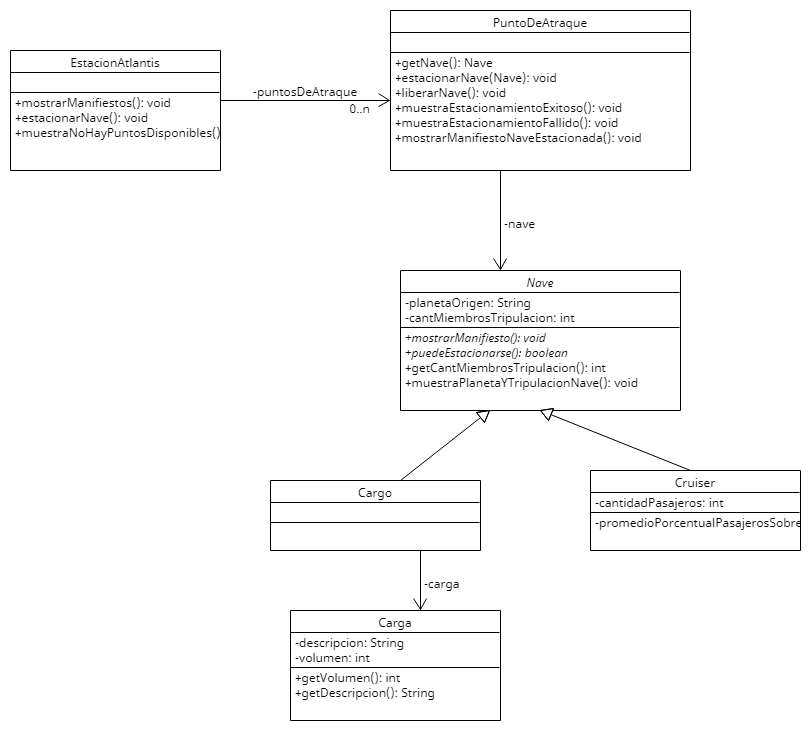 EstacionAtlantis
+mostrarManifiestos(): void
+estacionarNave(): void
+muestraNoHayPuntosDisponibles()
-puntosDeAtraque
0..n
PuntoDeAtraque
+getNave(): Nave
+estacionarNave(Nave): void
+liberarNave(): void
+muestraEstacionamientoExitoso(): void
+muestraEstacionamientoFallido(): void
+mostrarManifiestoNaveEstacionada(): void
-nave
Nave
-planetaOrigen: String
-cantMiembrosTripulacion: int
+mostrarManifiesto(): void
+puedeEstacionarse(): boolean
+getCantMiembrosTripulacion(): int
+muestraPlanetaYTripulacionNave(): void
Cargo
Cruiser
-cantidadPasajeros: int
-promedioPorcentualPasajerosSobre
-carga
Carga
-descripcion: String
-volumen: int
+getVolumen(): int
+getDescripcion(): String